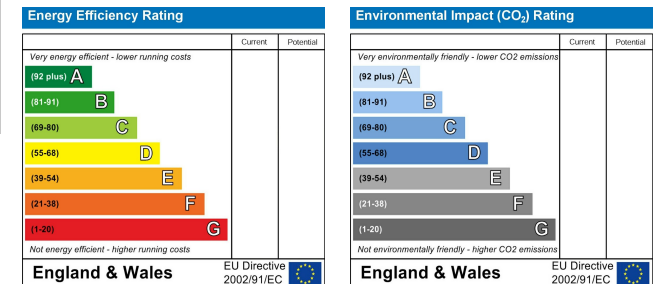 Energy Efficiency Rating
Current Potential
Very energy efficient - lower running costs
(92 plus) A
(81-91) B
(69-80) C
(55-68) D
(39-54) E
(21-38) F
(1-20) G
Not energy efficient - higher running costs
England & Wales
EU Directive
2002/91/EC
Environmental Impact (CO₂) Rating
Current Potential
Very environmentally friendly - lower CO2 emissions
(92 plus) A
(81-91) B
(69-80) C
(55-68) D
(39-54) E
(21-38) F
(1-20) G
Not environmentally friendly - higher CO2 emissions
England & Wales
EU Directive
2002/91/EC